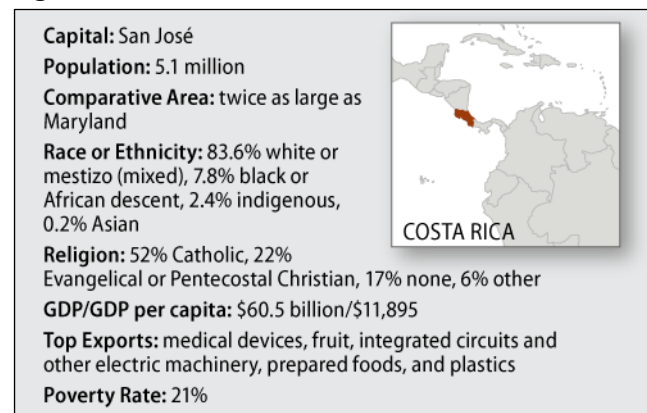 Capital: San José
Population: 5.1 million
Comparative Area: twice as large as
Maryland
Race or Ethnicity: 83.6% white or
mestizo (mixed), 7.8% black or
African descent, 2.4% indigenous,
0.2% Asian
Religion: 52% Catholic, 22%
Evangelical or Pentecostal Christian, 17% none, 6% other
GDP/GDP per capita: $60.5 billion/$11,895
Top Exports: medical devices, fruit, integrated circuits and
other electric machinery, prepared foods, and plastics
Poverty Rate: 21%
COSTA RICA